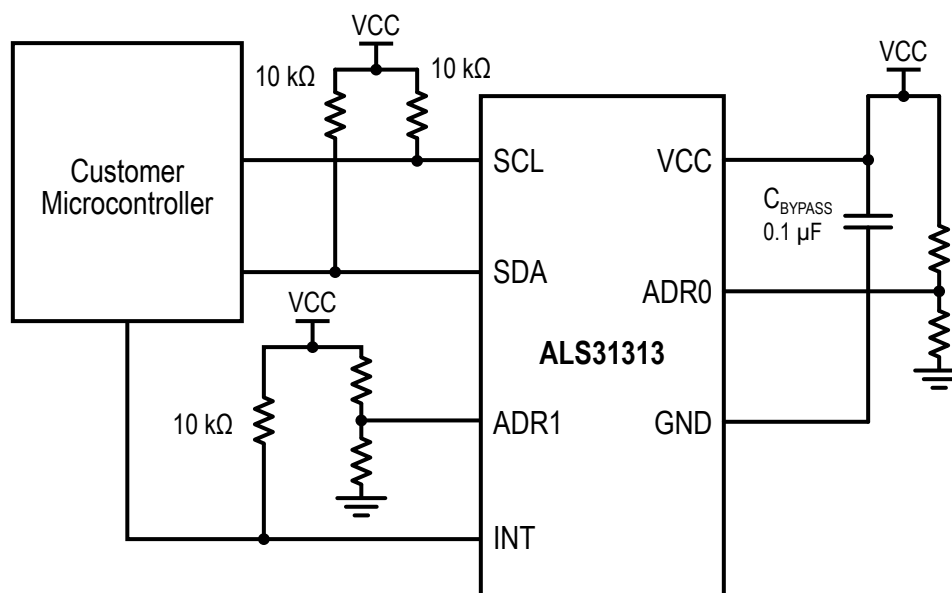 VCC
10 kΩ
10 kΩ
VCC
Customer
Microcontroller
SCL
VCC
C BYPASS
0.1 µF
SDA
ADR0
VCC
ALS31313
10 kΩ
ADR1
GND
INT